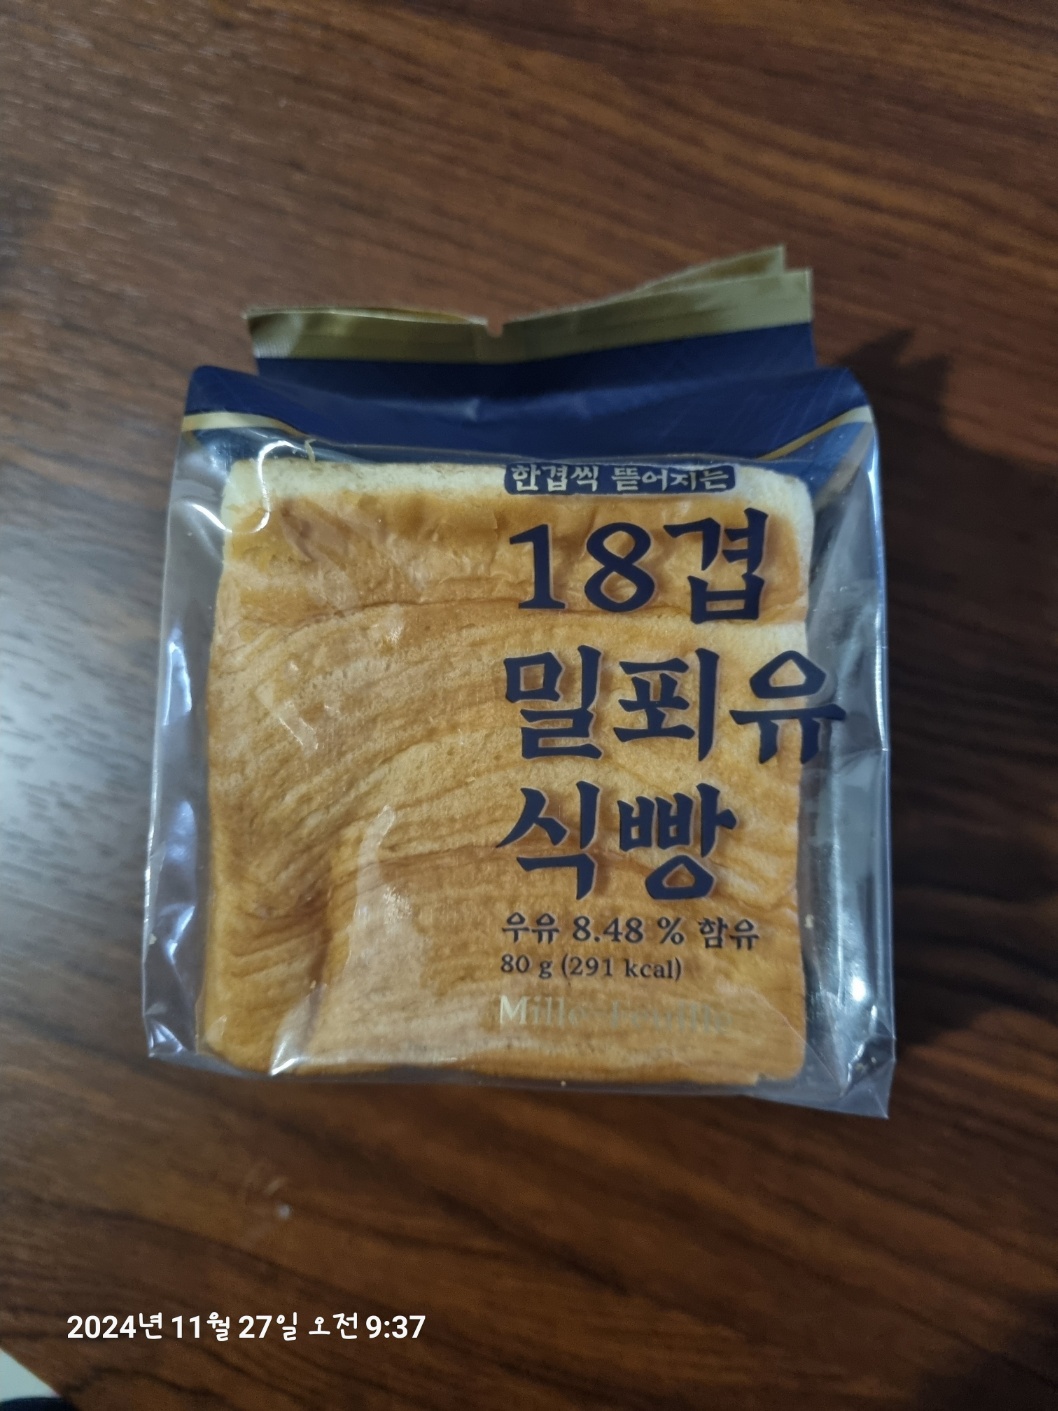 한겹씩 뜯어지는
18겹
밀푀유
식빵
우유 8.48 % 함유
80 g (291 kcal)
Mille-Feuille
2024년 11월 27일 오전 9:37